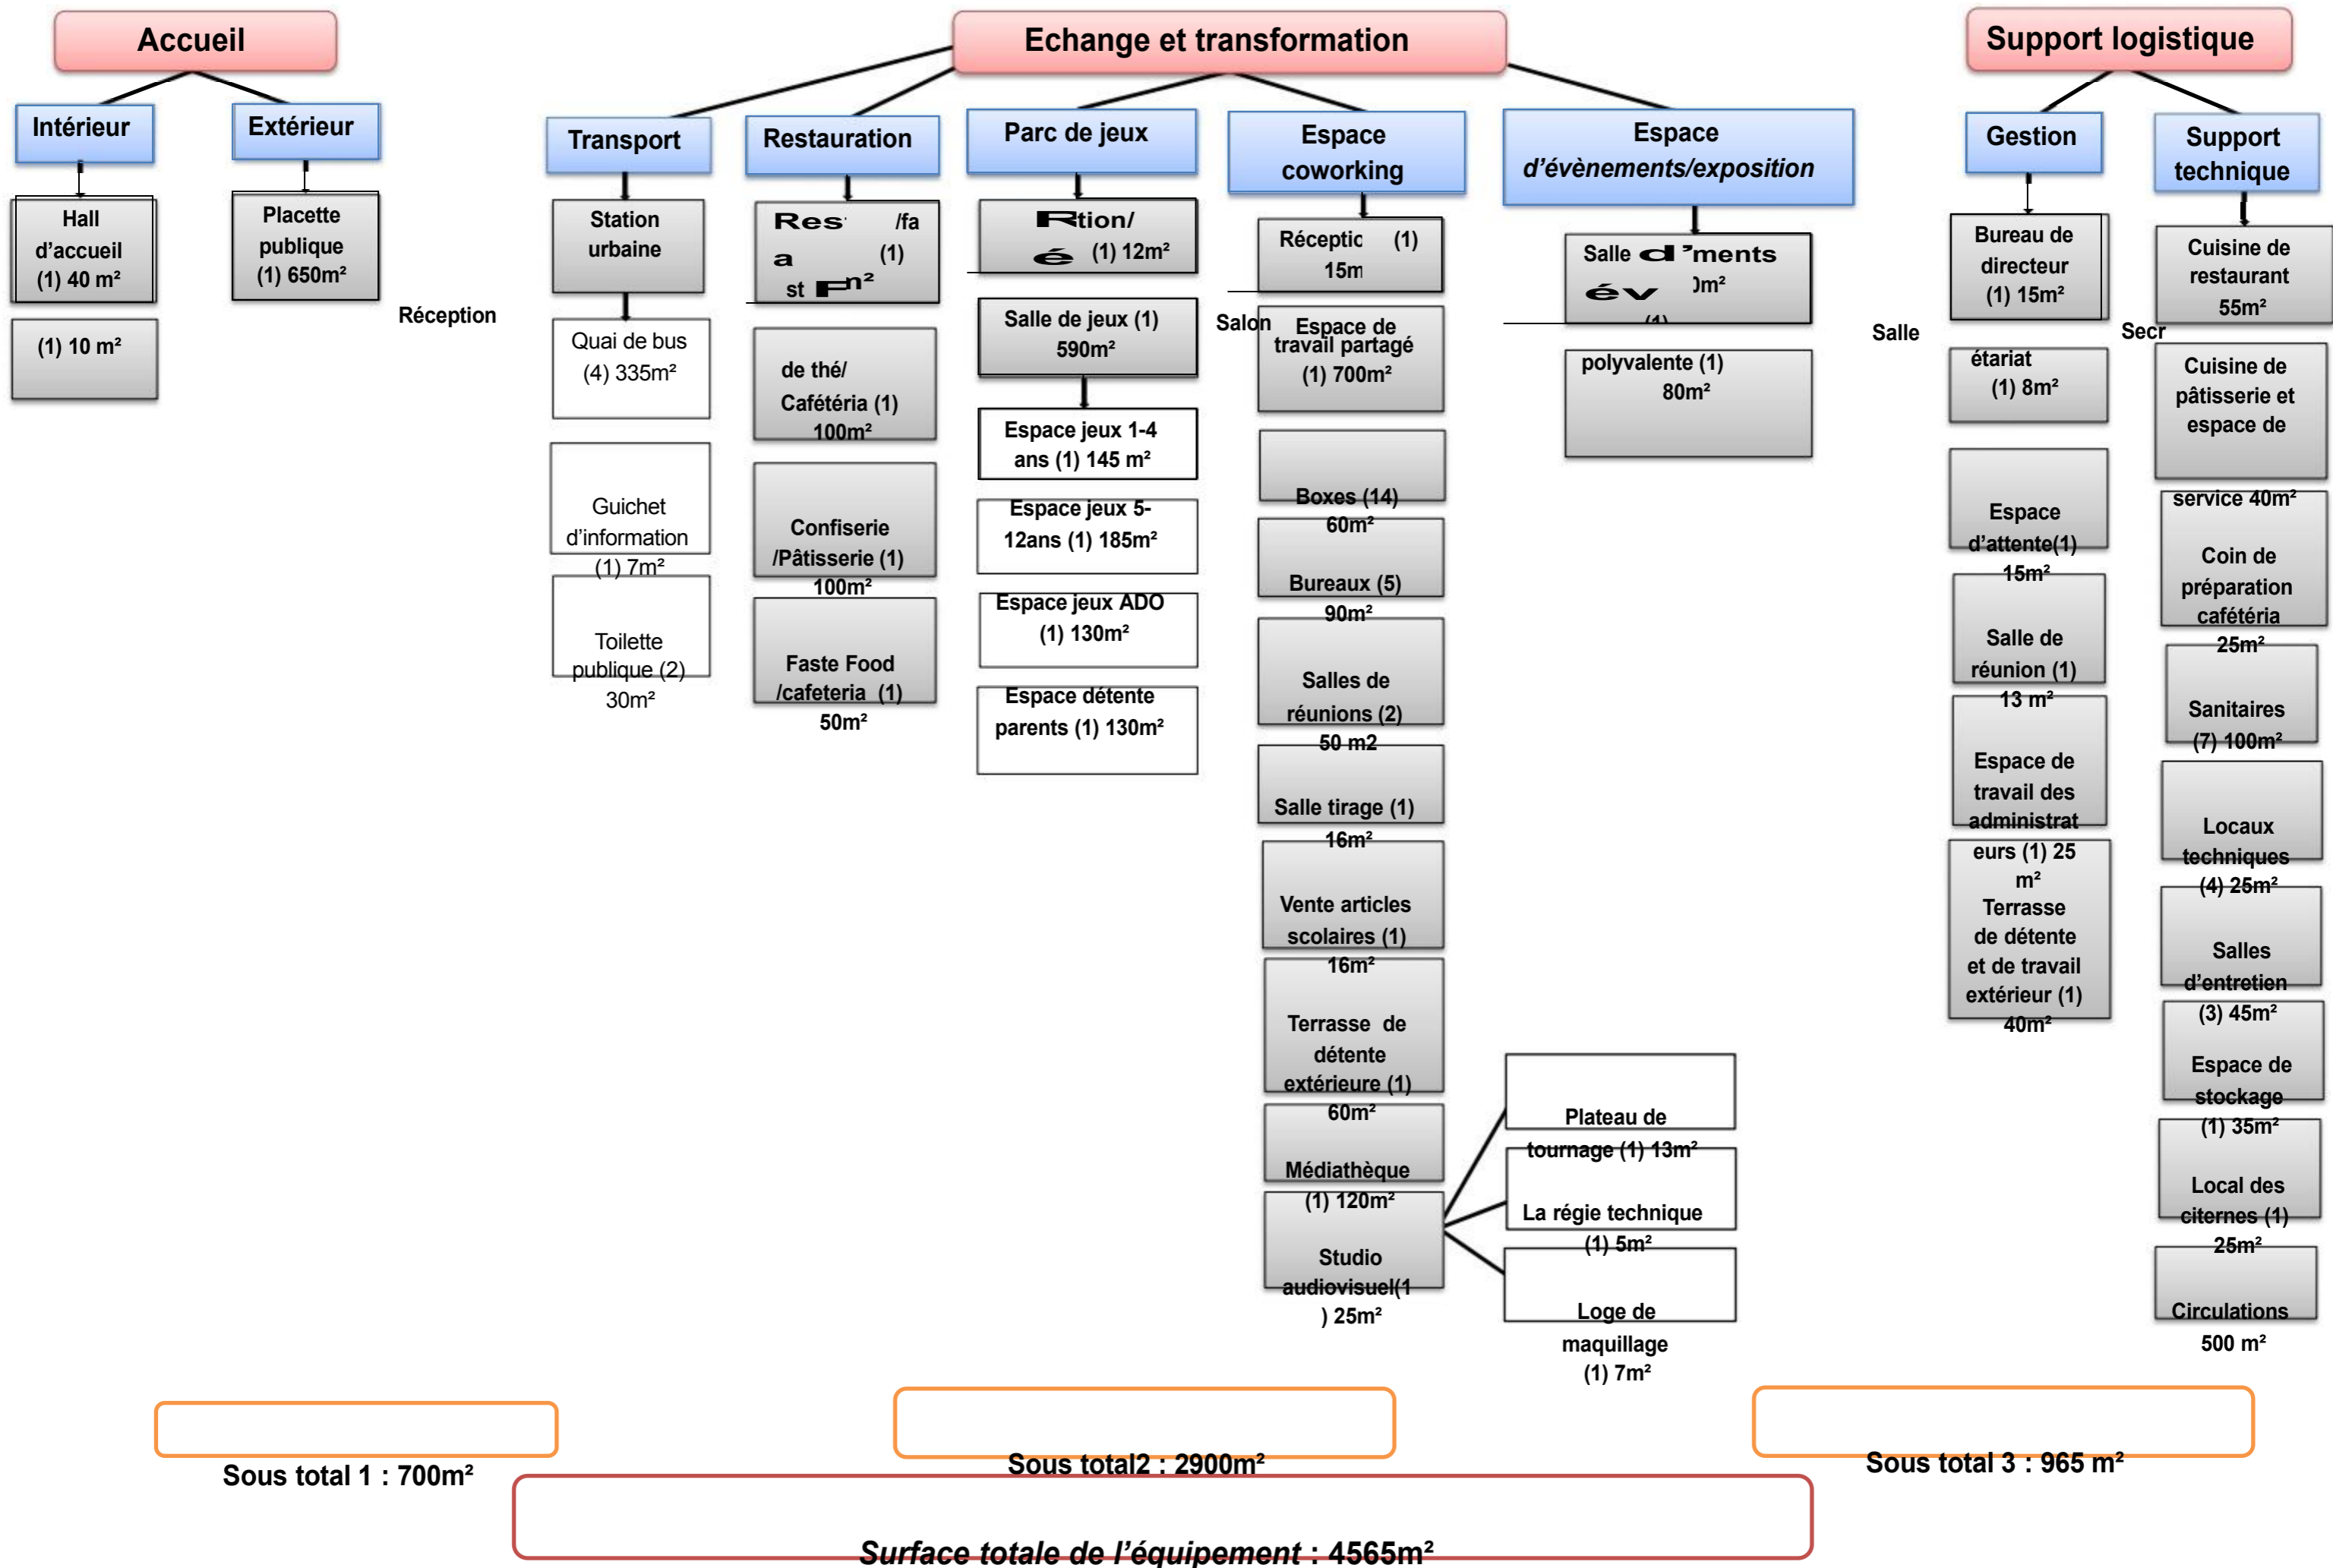 Accueil
Intérieur
Extérieur
Hall
d’accueil
(1) 40 m²
Placette
publique
(1) 650m²
Réception
(1) 10 m²
Echange et transformation
Transport
Restauration
Parc de jeux
Espace
coworking
Espace
d’évènements/exposition
Station
urbaine
Quai de bus
(4) 335m²
Guichet
d’information
(1) 7m²
Toilette
publique (2)
30m²
/fa
(1)
Salon
de thé/
Cafétéria (1)
100m²
Confiserie
/Pâtisserie (1)
100m²
Faste Food
/cafeteria (1)
50m²
(1) 12m²
Salle de jeux (1)
590m²
Espace jeux 1-4
ans (1) 145 m²
Espace jeux 5-
12ans (1) 185m²
Espace jeux ADO
(1) 130m²
Espace détente
parents (1) 130m²
(1)
Espace de
travail partagé
(1) 700m²
Boxes (14)
60m²
Bureaux (5)
90m²
Salles de
réunions (2)
50 m2
Salle tirage (1)
16m²
Vente articles
scolaires (1)
16m²
Terrasse de
détente
extérieure (1)
60m²
Médiathèque
(1) 120m²
Studio
audiovisuel(1
) 25m²
Plateau de
tournage (1) 13m²
La régie technique
(1) 5m²
Loge de
maquillage
(1) 7m²
Salle
Salle
polyvalente (1)
80m²
Support logistique
Gestion
Support
technique
Bureau de
directeur
(1) 15m²
Secr
étariat
(1) 8m²
Espace
d’attente(1)
15m²
Salle de
réunion (1)
13 m²
Espace de
travail des
administrat
eurs (1) 25
m²
Terrasse
de détente
et de travail
extérieur (1)
40m²
Cuisine de
restaurant
55m²
Cuisine de
pâtisserie et
espace de
service 40m²
Coin de
préparation
cafétéria
25m²
Sanitaires
(7) 100m²
Locaux
techniques
(4) 25m²
Salles
d’entretien
(3) 45m²
Espace de
stockage
(1) 35m²
Local des
citernes (1)
25m²
Circulations
500 m²
Sous total 1 : 700m²
Sous total2 : 2900m²
Sous total 3 : 965 m²
Surface totale de l’équipement : 4565m²